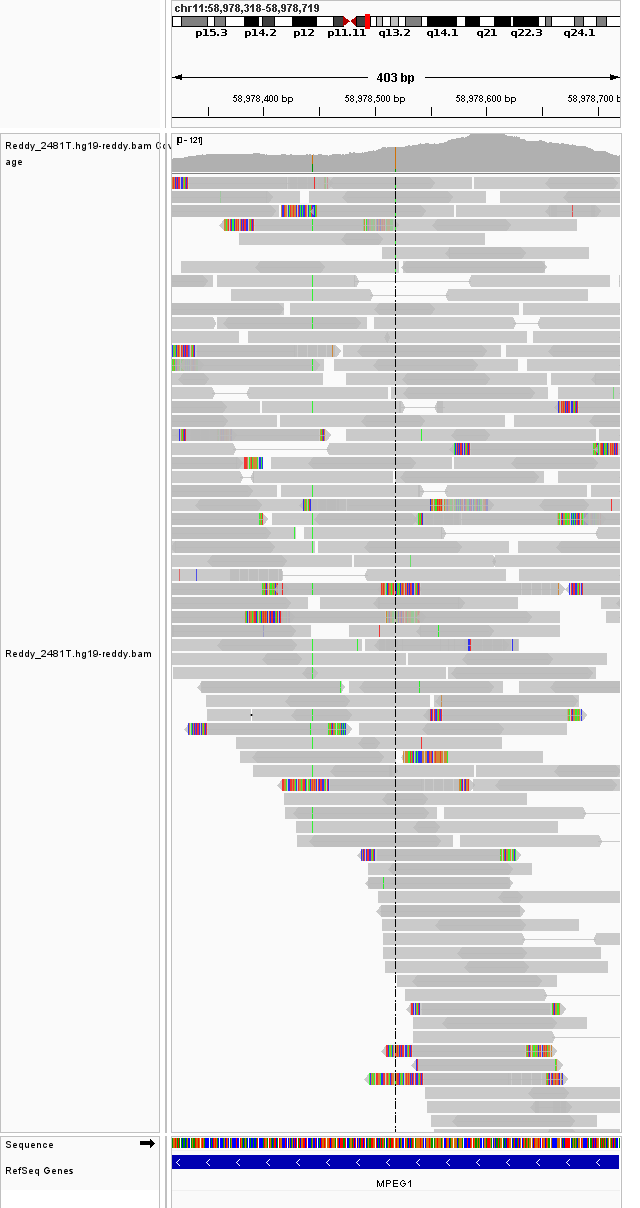 chr11:58,978,318-58,978,719
p15.3 p14.2 p12 p11.11 q13.2 q14.1 q21 q22.3 q24.1
403 bp
58,978,400 bp 58,978,500 bp 58,978,600 bp 58,978,700 b
[0 - 121]
Reddy_2481T.hg19-reddy.bam Cov
age
Reddy_2481T.hg19-reddy.bam
Sequence
RefSeq Genes
MPEG1